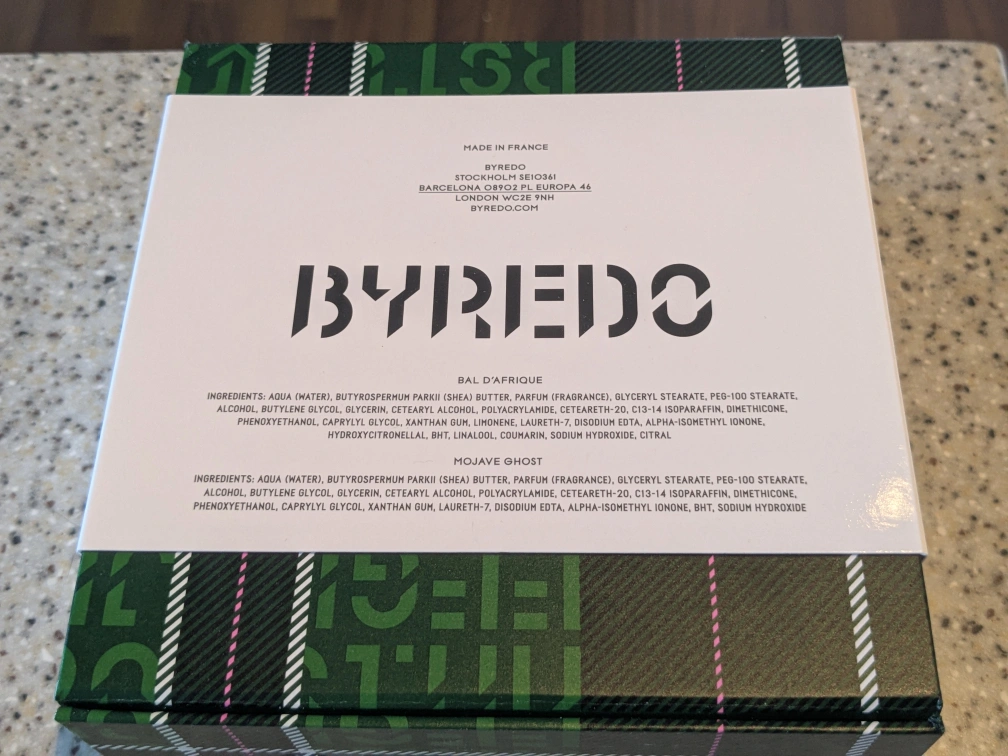 MADE IN FRANCE
BYREDO
STOCKHOLM SE10361
BARCELONA 08902 PL EUROPA 46
LONDON WC2E 9NH
BYREDO.COM
BYREDO
BAL D'AFRIQUE
INGREDIENTS: AQUA (WATER), BUTYROSPERMUM PARKII (SHEA) BUTTER, PARFUM (FRAGRANCE), GLYCERYL STEARATE, PEG-100 STEARATE,
ALCOHOL, BUTYLENE GLYCOL, GLYCERIN, CETEARYL ALCOHOL, POLYACRYLAMIDE, CETEARETH-20, C13-14 ISOPARAFFIN, DIMETHICONE,
PHENOXYETHANOL, CAPRYLYL GLYCOL, XANTHAN GUM, LIMONENE, LAURETH-7, DISODIUM EDTA, ALPHA-ISOMETHYL IONONE,
HYDROXYCITRONELLAL, BHT, LINALOOL, COUMARIN, SODIUM HYDROXIDE, CITRAL
MOJAVE GHOST
INGREDIENTS: AQUA (WATER), BUTYROSPERMUM PARKII (SHEA) BUTTER, PARFUM (FRAGRANCE), GLYCERYL STEARATE, PEG-100 STEARATE,
ALCOHOL, BUTYLENE GLYCOL, GLYCERIN, CETEARYL ALCOHOL, POLYACRYLAMIDE, CETEARETH-20, C13-14 ISOPARAFFIN, DIMETHICONE,
PHENOXYETHANOL, CAPRYLYL GLYCOL, XANTHAN GUM, LAURETH-7, DISODIUM EDTA, ALPHA-ISOMETHYL IONONE, BHT, SODIUM HYDROXIDE